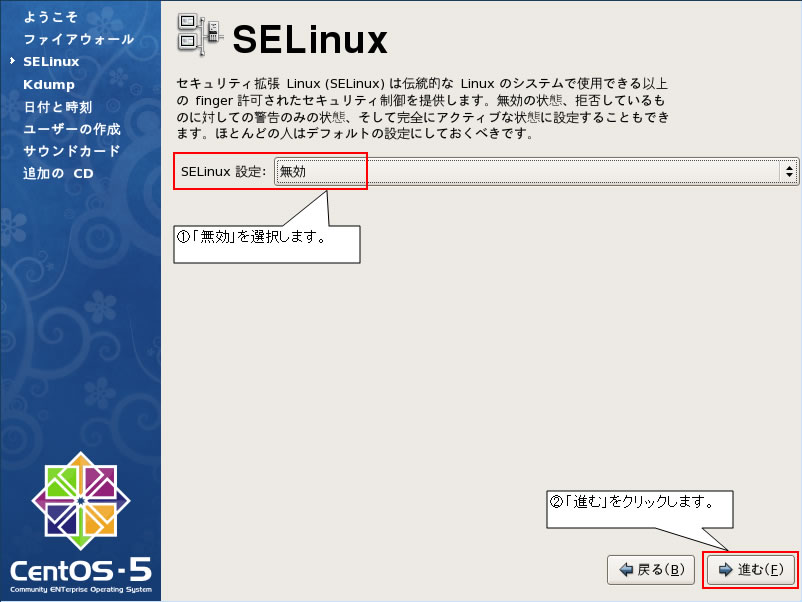 ようこそ
ファイアウォール
SELinux
Kdump
日付と時刻
ユーザーの作成
サウンドカード
追加の CD
SELinux
セキュリティ拡張 Linux (SELinux) は伝統的な Linux のシステムで使用できる以上
の finger 許可されたセキュリティ制御を提供します。無効の状態、拒否しているも
のに対しての警告のみの状態、そして完全にアクティブな状態に設定することもでき
ます。ほとんどの人はデフォルトの設定にしておくべきです。
SELinux 設定: 無効
①「無効」を選択します。
②「進む」をクリックします。
戻る(B) 進む(F)
CentOS-5
Community ENTerprise Operating System